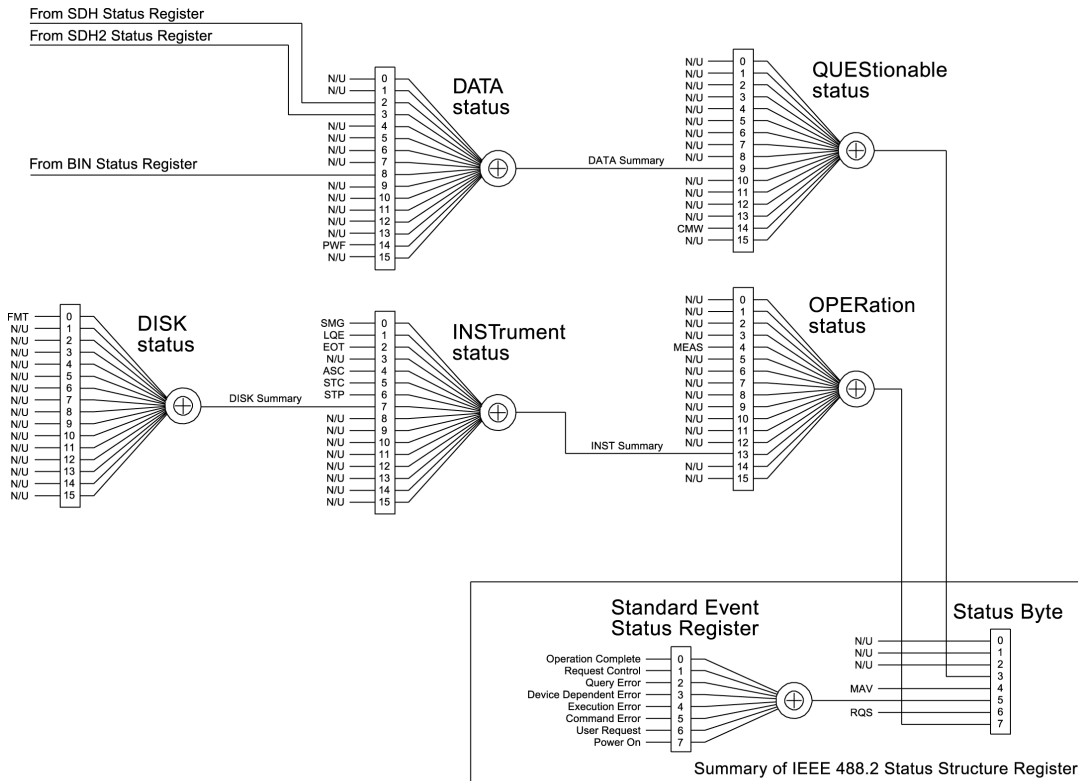 From SDH Status Register
From SDH2 Status Register
From BIN Status Register
DATA
status
N/U 0
N/U 1
2
3
N/U 4
N/U 5
N/U 6
N/U 7
8
N/U 9
N/U 10
N/U 11
N/U 12
N/U 13
PWF 14
N/U 15
DATA Summary
QUEStionable
status
N/U 0
N/U 1
N/U 2
N/U 3
N/U 4
N/U 5
N/U 6
N/U 7
N/U 8
9
N/U 10
N/U 11
N/U 12
N/U 13
CMW 14
N/U 15
DISK
status
FMT 0
N/U 1
N/U 2
N/U 3
N/U 4
N/U 5
N/U 6
N/U 7
N/U 8
N/U 9
N/U 10
N/U 11
N/U 12
N/U 13
N/U 14
N/U 15
DISK Summary
INSTrument
status
SMG 0
LQE 1
EOT 2
N/U 3
ASC 4
STC 5
STP 6
7
N/U 8
N/U 9
N/U 10
N/U 11
N/U 12
N/U 13
N/U 14
N/U 15
INST Summary
OPERation
status
N/U 0
N/U 1
N/U 2
N/U 3
MEAS 4
N/U 5
N/U 6
N/U 7
N/U 8
N/U 9
N/U 10
N/U 11
N/U 12
13
N/U 14
N/U 15
Standard Event
Status Register
Operation Complete 0
Request Control 1
Query Error 2
Device Dependent Error 3
Execution Error 4
Command Error 5
User Request 6
Power On 7
Status Byte
N/U 0
N/U 1
N/U 2
3
MAV 4
5
RQS 6
7
Summary of IEEE 488.2 Status Structure Register